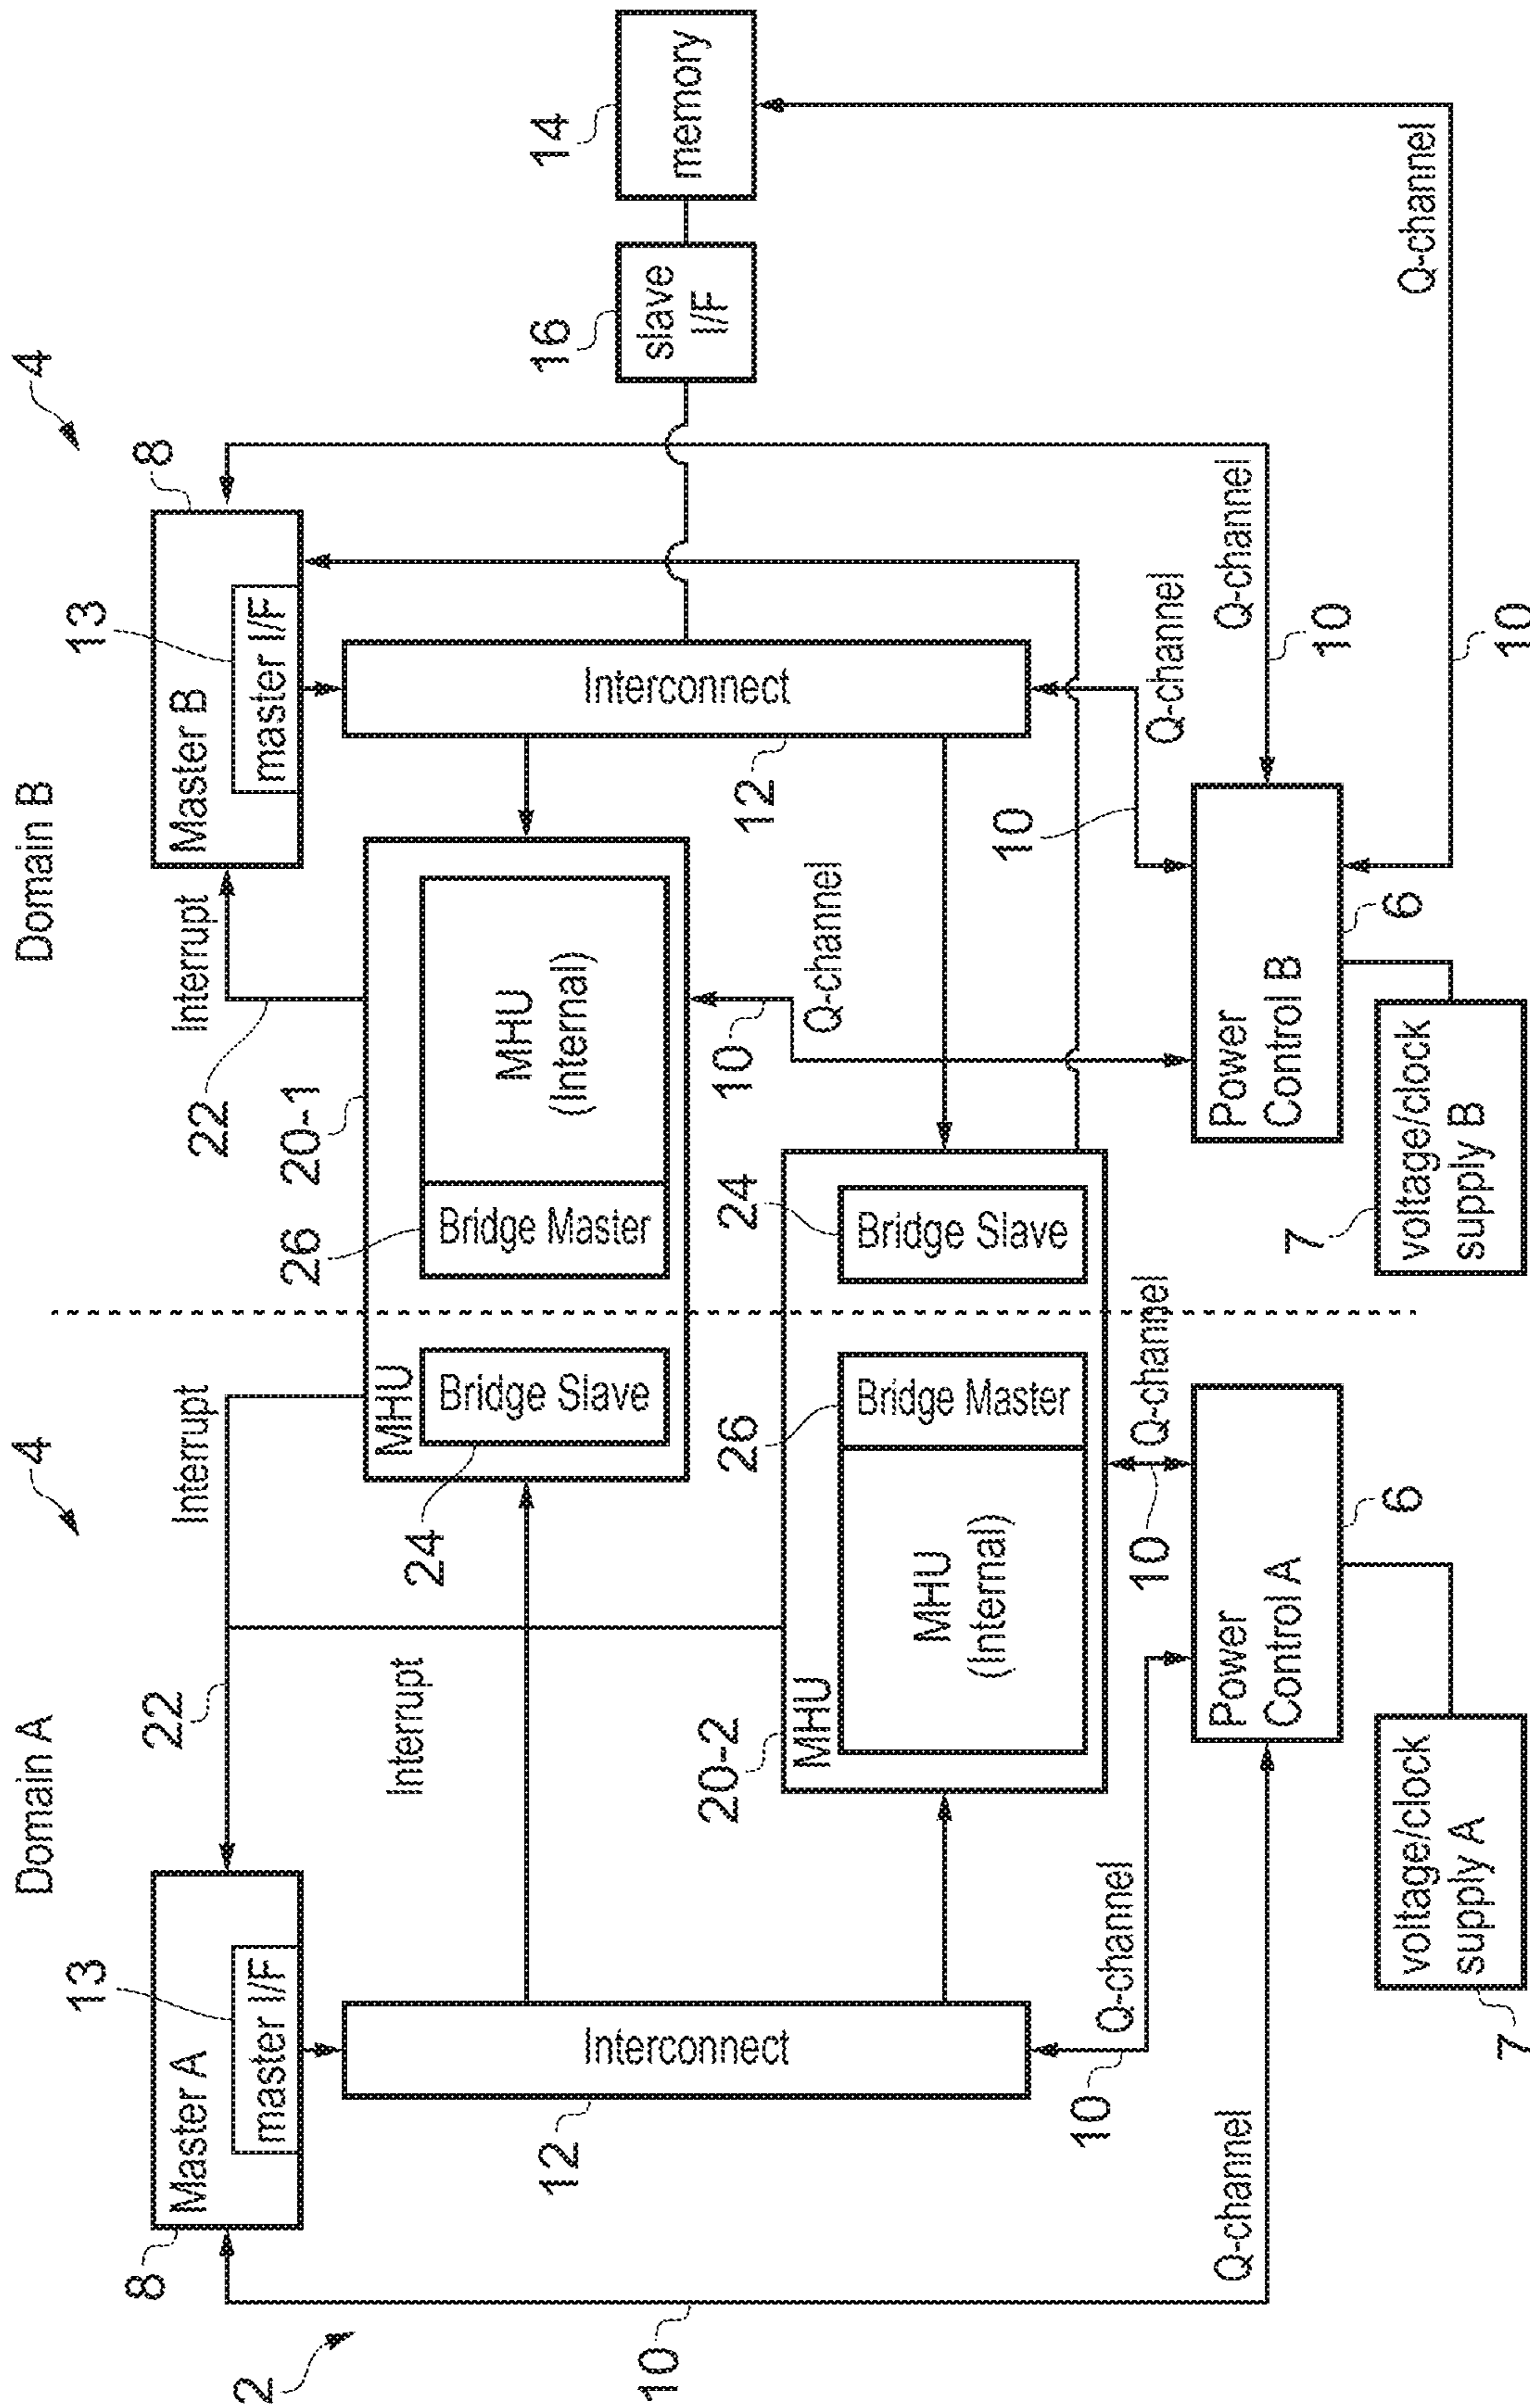 Domain A
Domain B
2
4
4
8
Master A
13
master I/F
22
Interrupt
Interrupt
22
Interrupt
8
Master B
13
master I/F
12
Interconnect
24
MHU
Bridge Slave
26
Bridge Master
MHU
(Internal)
20-1
12
Interconnect
16
slave
I/F
14
memory
20-2
MHU
MHU
(Internal)
26
Bridge Master
24
Bridge Slave
10
Q-channel
10
Q-channel
10
Q-channel
10
Q-channel
10
Q-channel
10
Q-channel
10
Q-channel
Power
Control A
6
Power
Control B
6
7
voltage/clock
supply A
7
voltage/clock
supply B